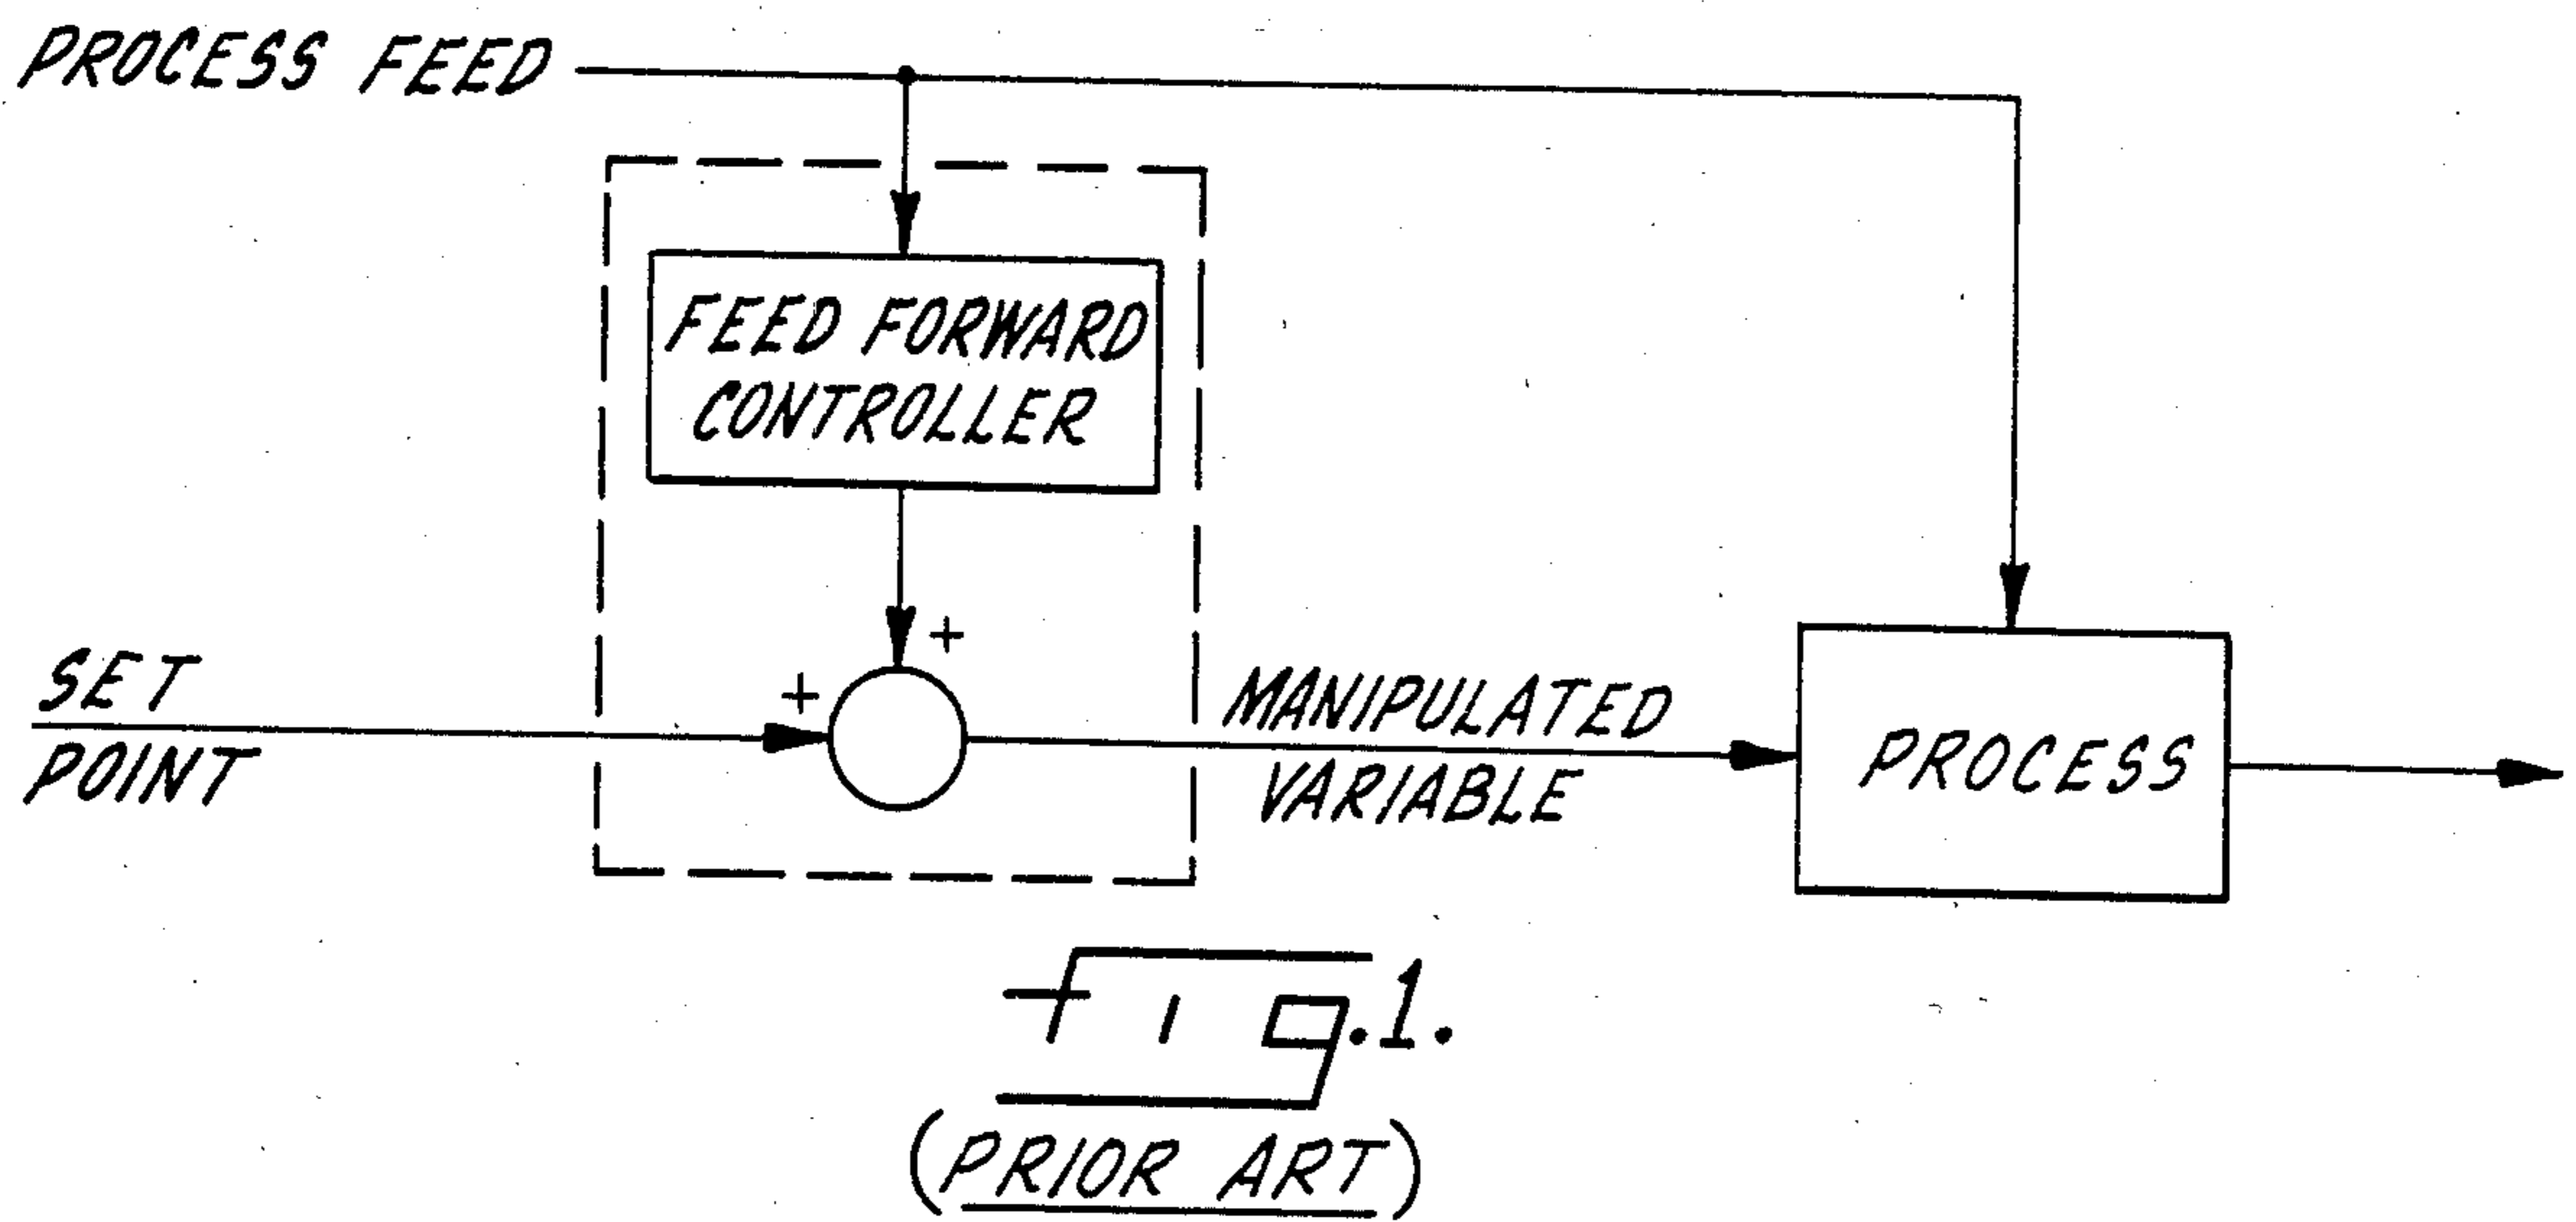 PROCESS FEED
FEED FORWARD
CONTROLLER
+
+
SET
POINT
MANIPULATED
VARIABLE
PROCESS
fig.1.
(PRIOR ART)